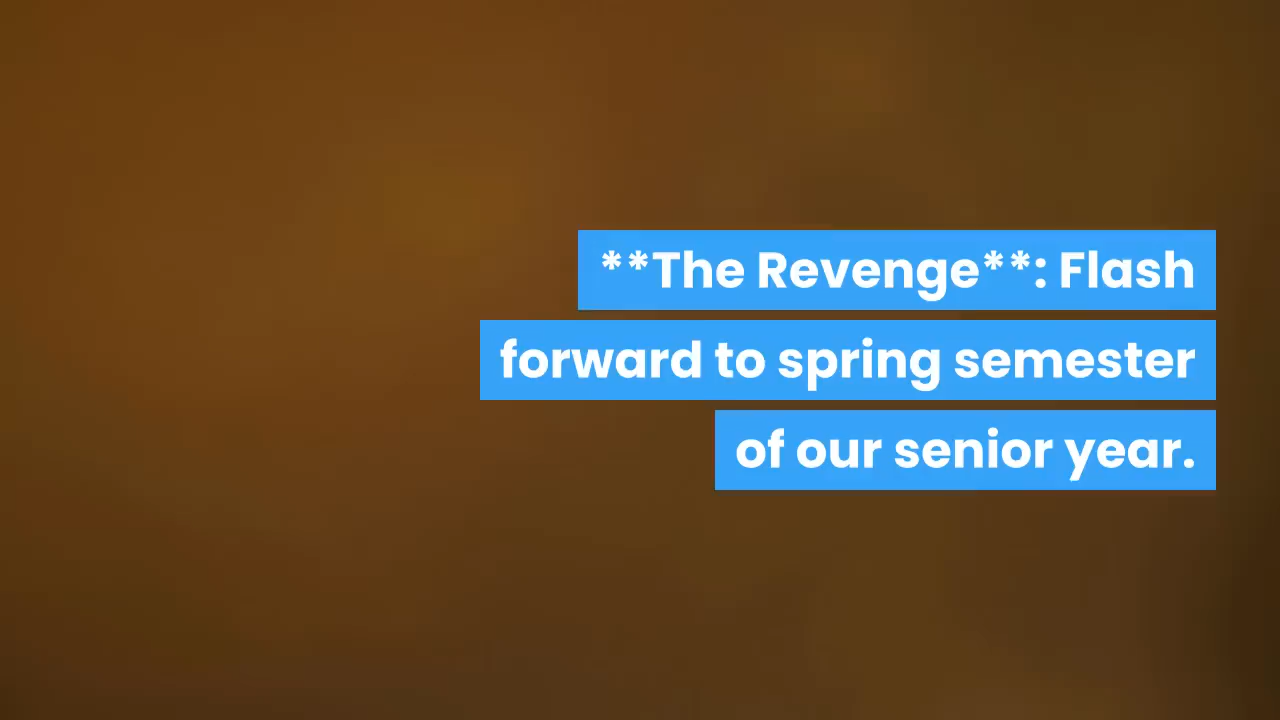 **The Revenge**: Flash
forward to spring semester
of our senior year.